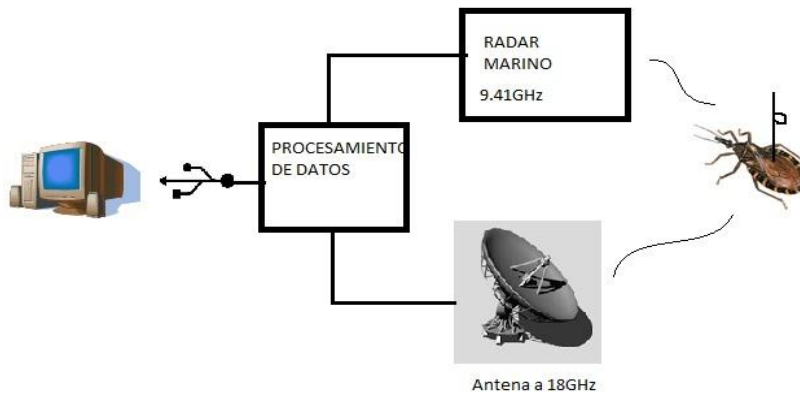 RADAR
MARINO
9.41GHz
PROCESAMIENTO
DE DATOS
Antena a 18GHz